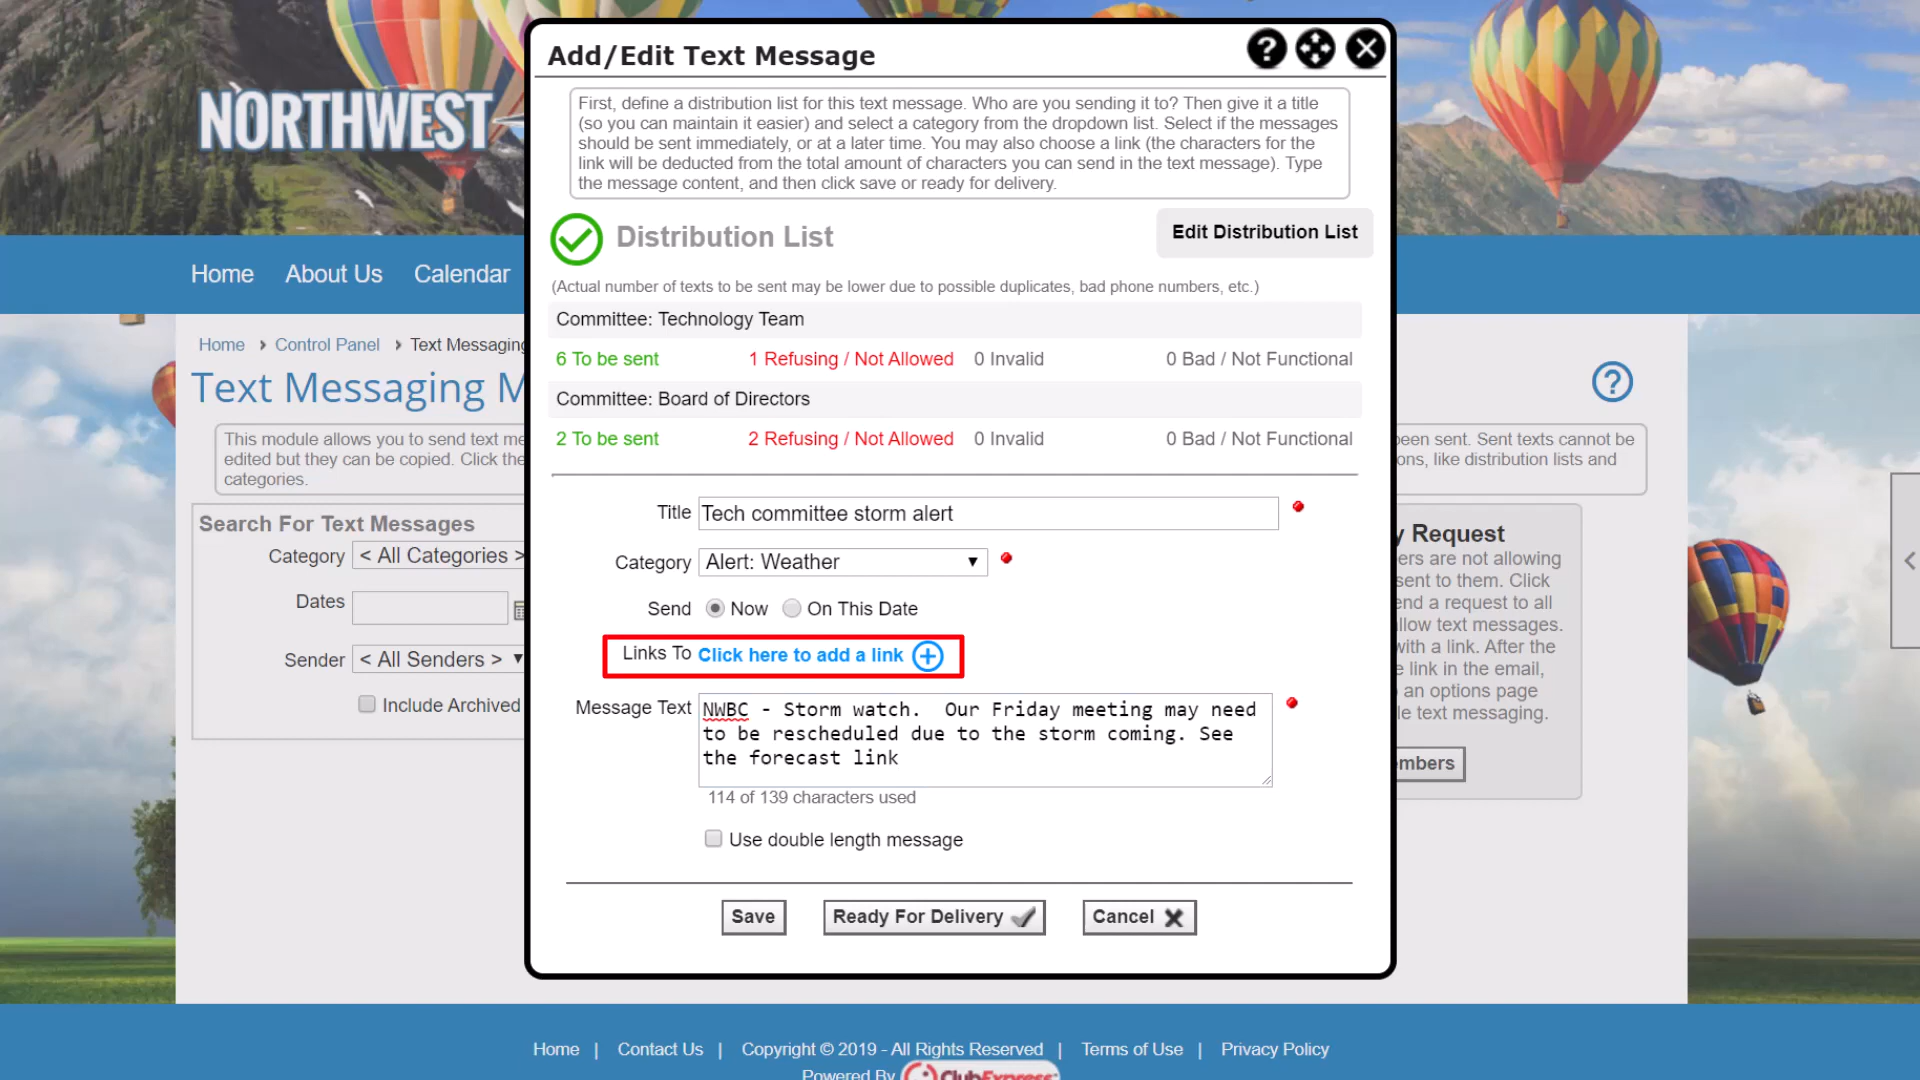 NORTHWEST
Home About Us Calendar
Home > Control Panel > Text Messaging
Text Messaging M
This module allows you to send text me
edit but they can be copied. Click the
categories.
Search For Text Messages
Category < All Categories >
Dates
Sender < All Senders >
Include Archived
Add/Edit Text Message
First, define a distribution list for this text message. Who are you sending it to? Then give it a title
(so you can maintain it easier) and select a category from the dropdown list. Select if the messages
should be sent immediately, or at a later time. You may also choose a link (the characters for the
link will be deducted from the total amount of characters you can send in the text message). Type
the message content, and then click save or ready for delivery.
Distribution List
Edit Distribution List
(Actual number of texts to be sent may be lower due to possible duplicates, bad phone numbers, etc.)
Committee: Technology Team
6 To be sent 1 Refusing / Not Allowed 0 Invalid 0 Bad / Not Functional
Committee: Board of Directors
2 To be sent 2 Refusing / Not Allowed 0 Invalid 0 Bad / Not Functional
Title Tech committee storm alert
Category Alert: Weather
Send Now On This Date
Links To Click here to add a link
Message Text NWBC - Storm watch. Our Friday meeting may need
to be rescheduled due to the storm coming. See
the forecast link
114 of 139 characters used
Use double length message
Save Ready For Delivery Cancel
been sent. Sent texts cannot be
ons, like distribution lists and
y Request
ers are not allowing
sent to them. Click
end a request to all
llow text messages.
with a link. After the
e link in the email,
an options page
le text messaging.
mbers
Home | Contact Us | Copyright © 2019 - All Rights Reserved | Terms of Use | Privacy Policy
Powered By ClubExpress